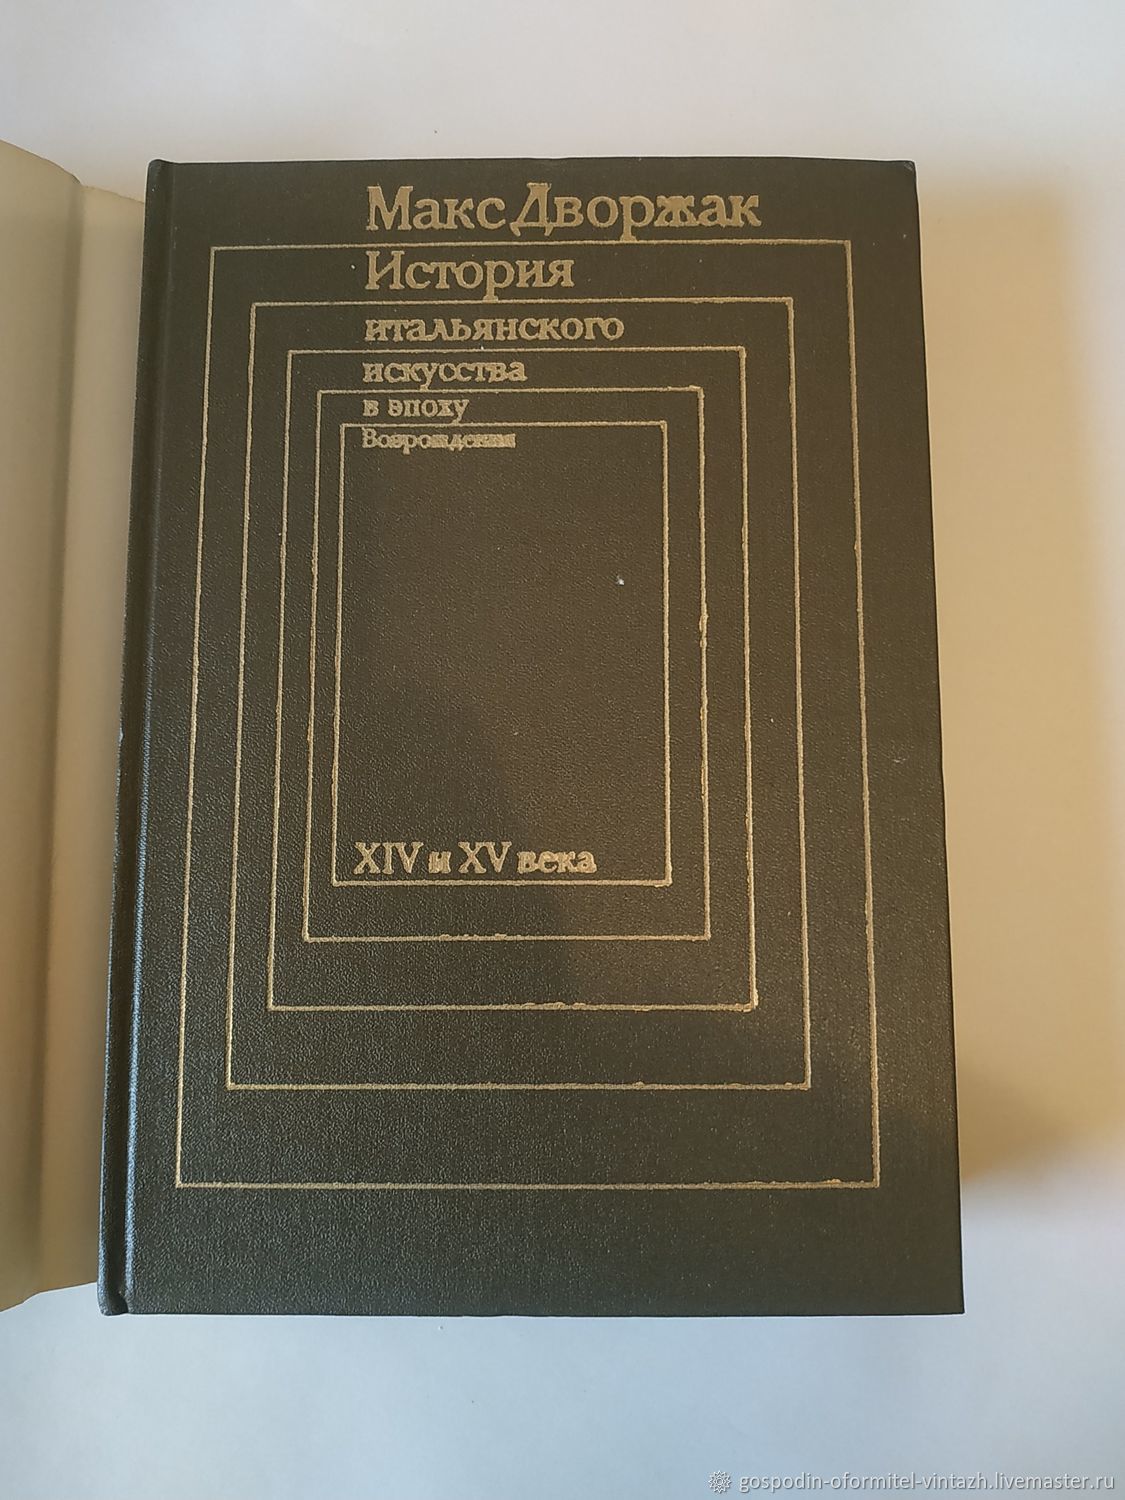 Макс Дворжак
История
итальянского
искусства
в эпоху
Возрождения
XIV и XV века
gospodin-oformitel-vintazh.livemaster.ru